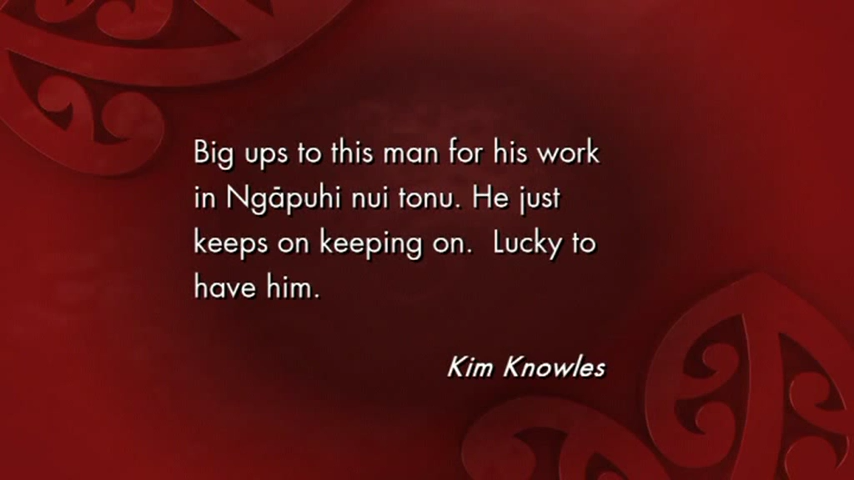 Big ups to this man for his work
in Ngāpuhi nui tonu. He just
keeps on keeping on.  Lucky to
have him.
Kim Knowles